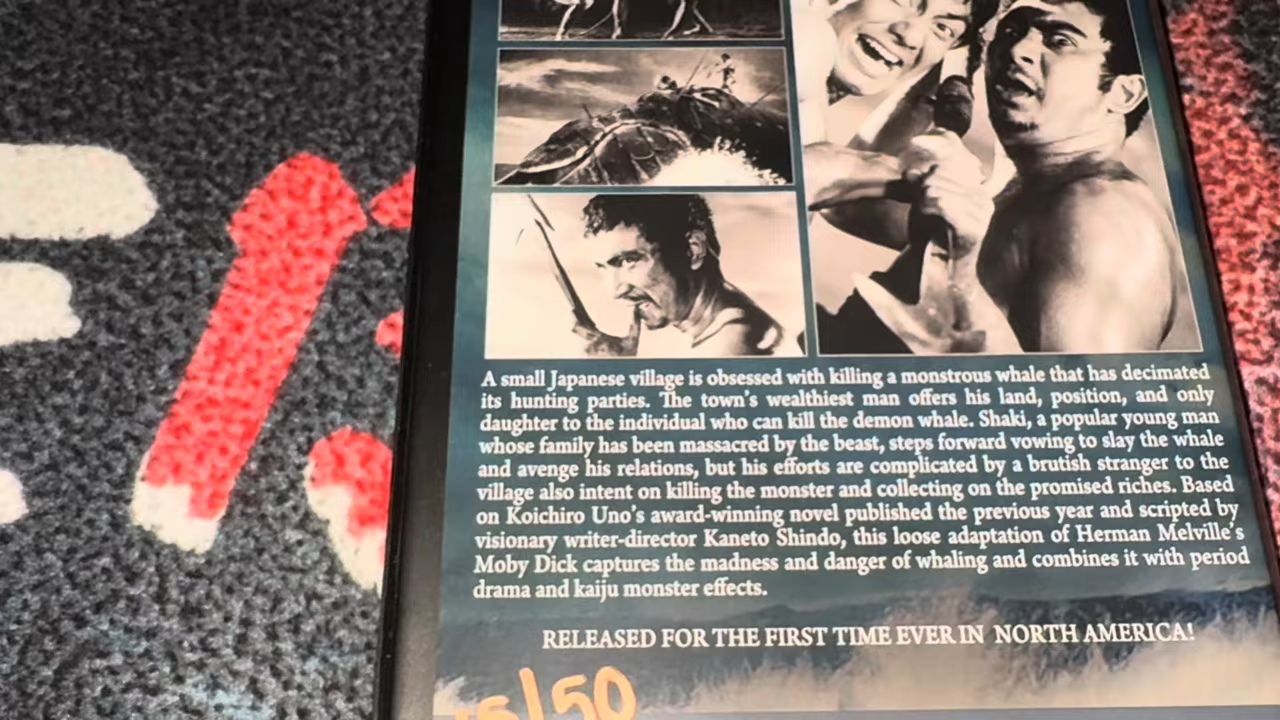 A small Japanese village is obsessed with killing a monstrous whale that has decimated
its hunting parties. The town's wealthiest man offers his land, position, and only
daughter to the individual who can kill the demon whale. Shaki, a popular young man
whose family has been massacred by the beast, steps forward vowing to slay the whale
and avenge his relations, but his efforts are complicated by a brutish stranger to the
village also intent on killing the monster and collecting on the promised riches. Based
on Koichiro Uno's award-winning novel published the previous year and scripted by
visionary writer-director Kaneto Shindo, this loose adaptation of Herman Melville's
Moby Dick captures the madness and danger of whaling and combines it with period
drama and kaiju monster effects.
RELEASED FOR THE FIRST TIME EVER IN NORTH AMERICA!
/50